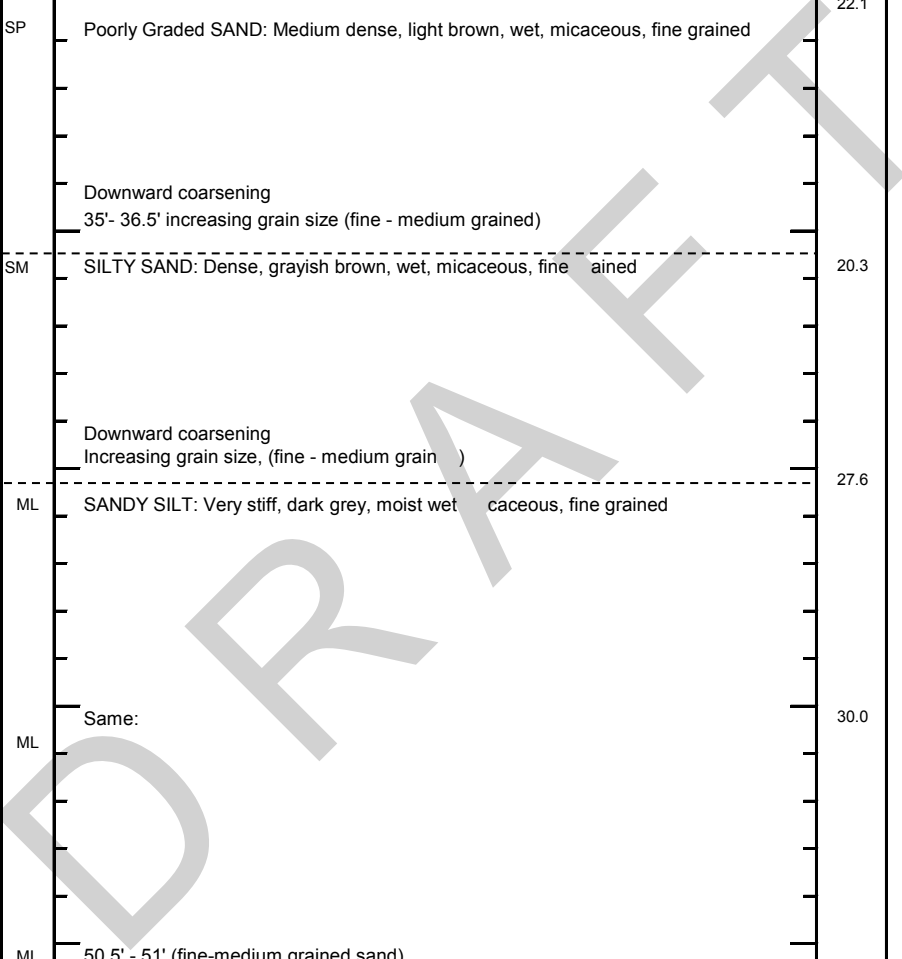 22.1
SP Poorly Graded SAND: Medium dense, light brown, wet, micaceous, fine grained
Downward coarsening
35'- 36.5' increasing grain size (fine - medium grained)
SM SILTY SAND: Dense, grayish brown, wet, micaceous, fine ained 20.3
Downward coarsening
Increasing grain size, (fine - medium grain )
27.6
ML SANDY SILT: Very stiff, dark grey, moist wet caceous, fine grained
Same: 30.0
ML
ML 50.5' - 51' (fine-medium grained sand)
DRAFT